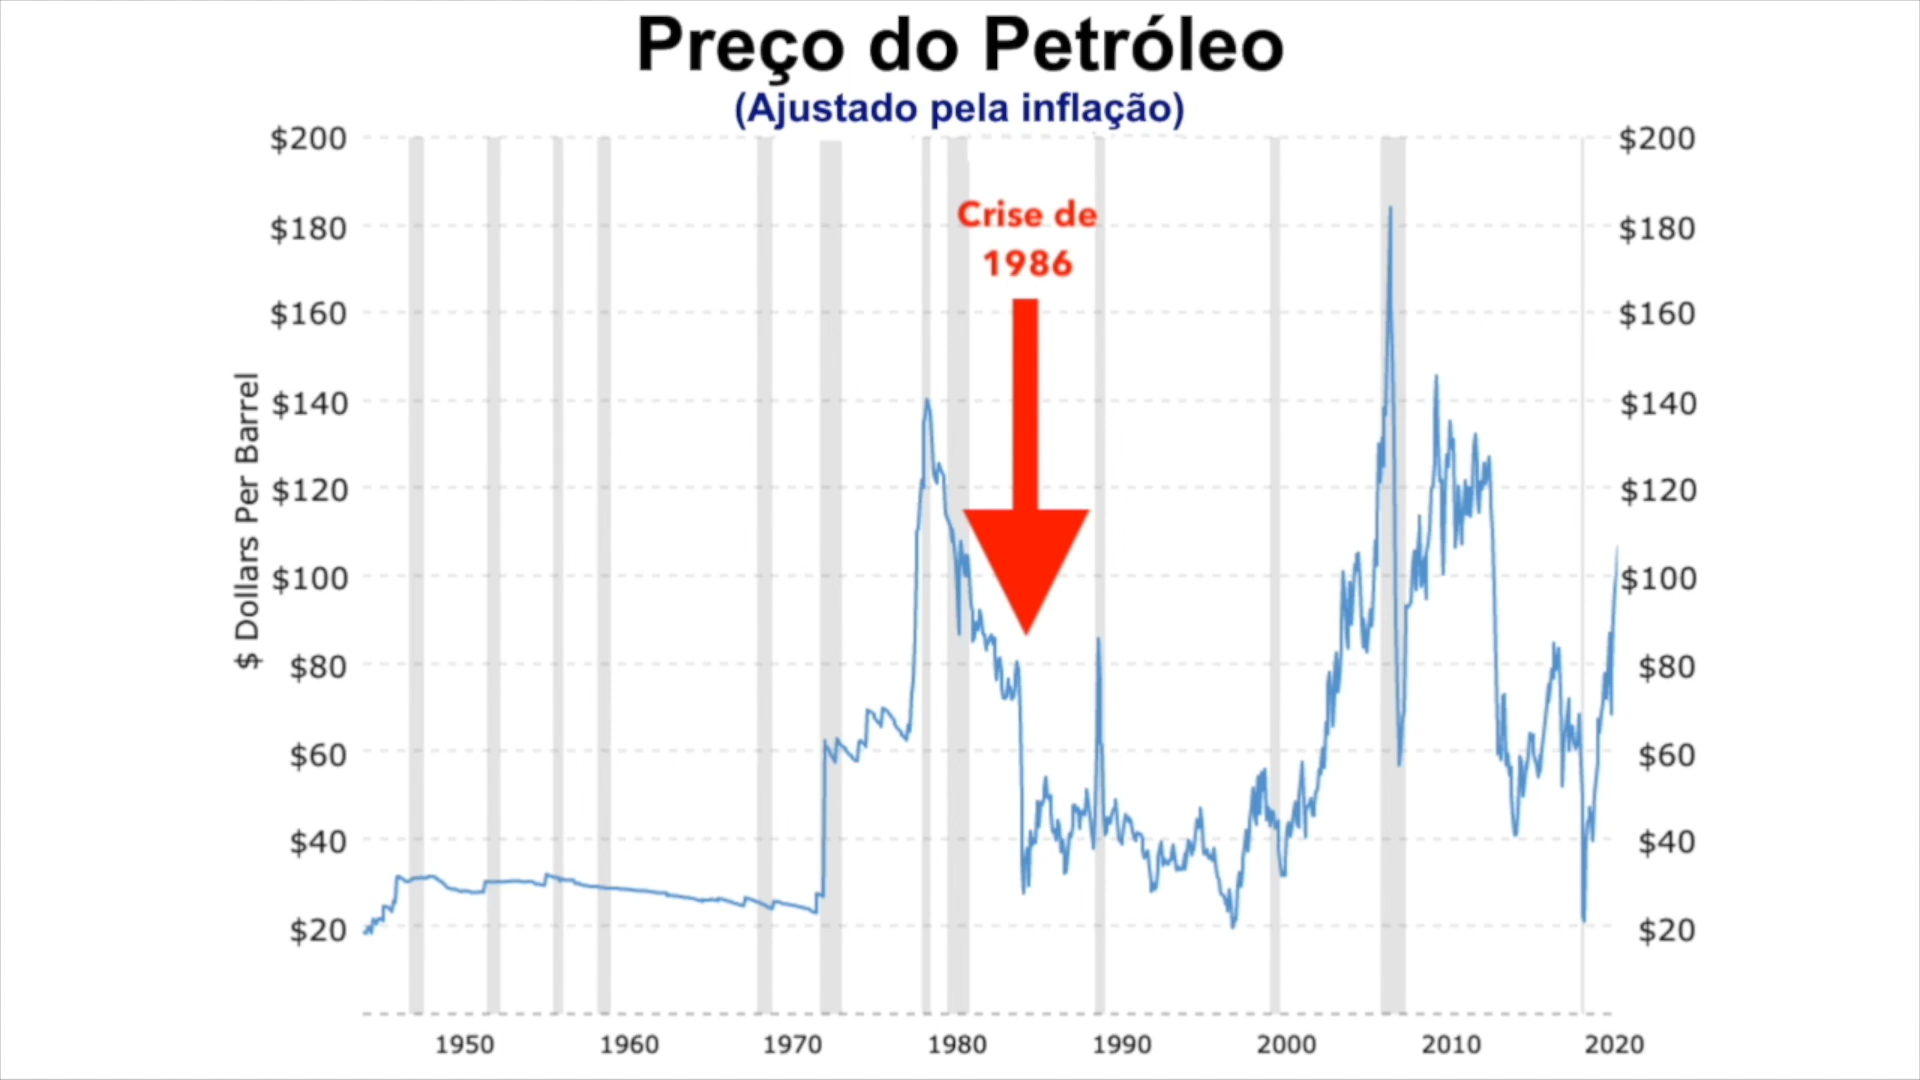 Preço do Petróleo
(Ajustado pela inflação)
$200 $200
Crise de
$180 $180
1986
$160 $160
$ Dollars Per Barrel
$140 $140
$120 $120
$100 $100
$80 $80
$60 $60
$40 $40
$20 $20
1950 1960 1970 1980 1990 2000 2010 2020